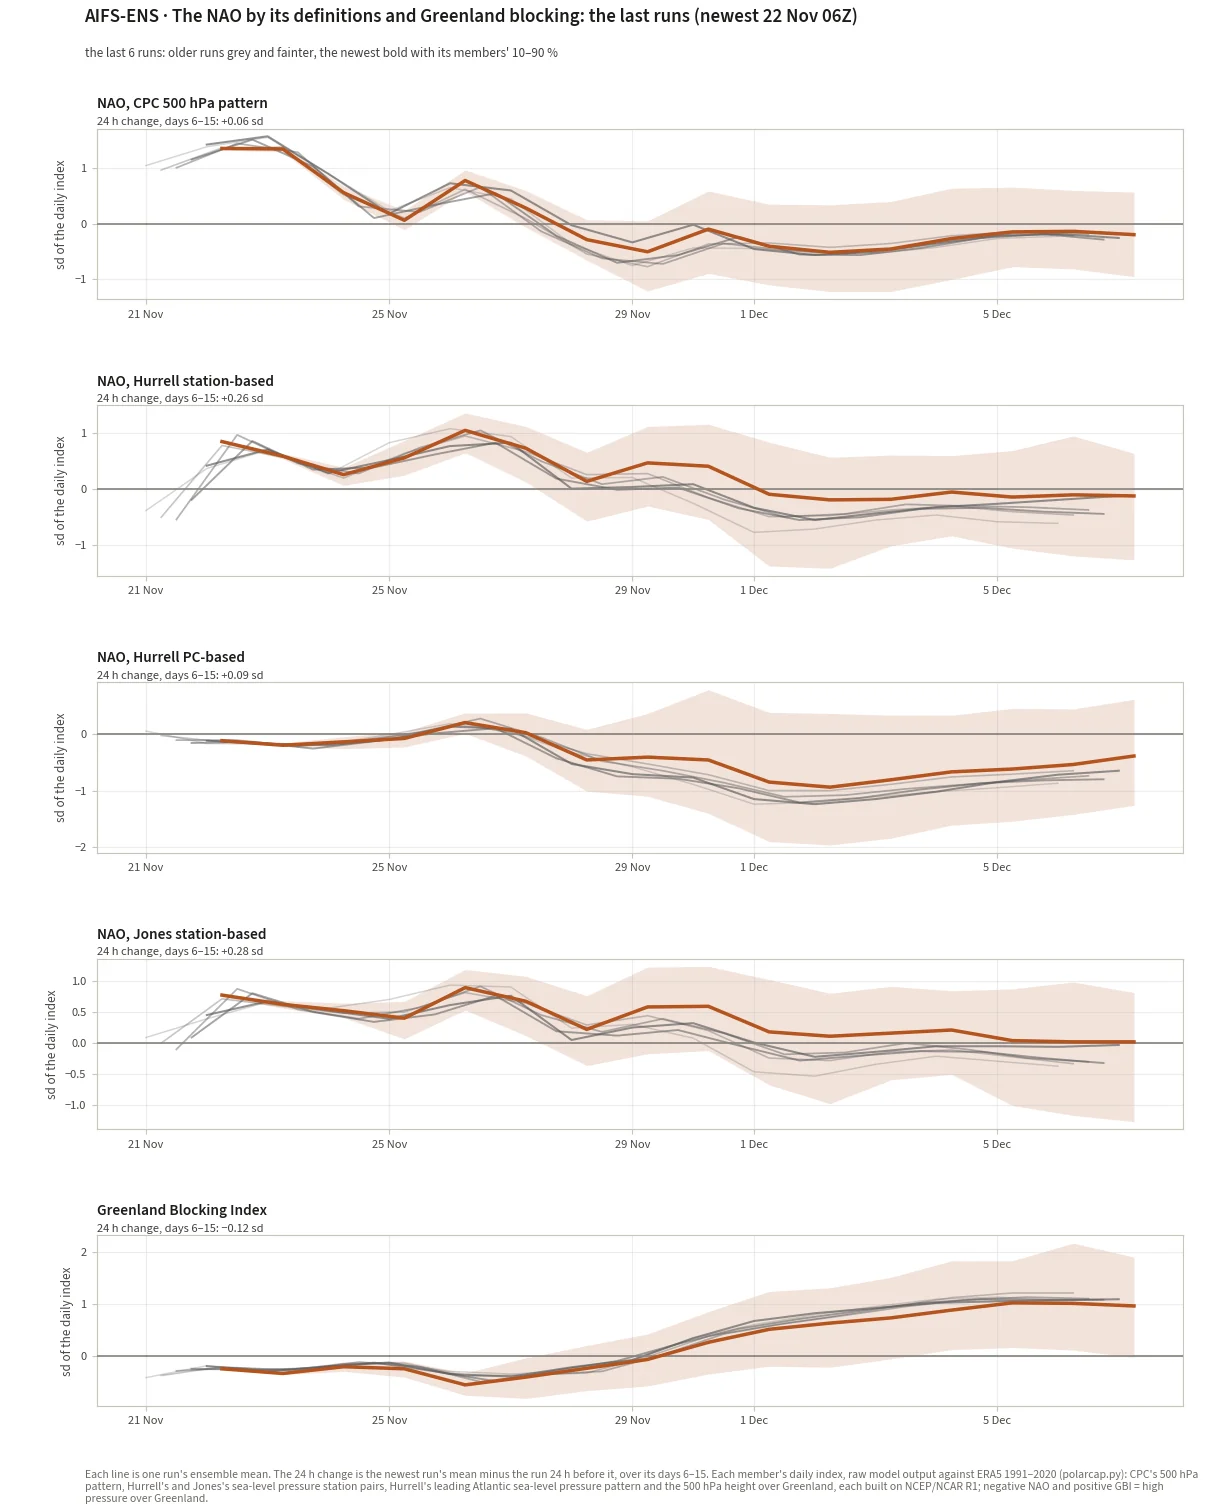 AIFS-ENS · The NAO by its definitions and Greenland blocking: the last runs (newest 22 Nov 06Z)
the last 6 runs: older runs grey and fainter, the newest bold with its members' 10–90 %
NAO, CPC 500 hPa pattern
24 h change, days 6–15: +0.06 sd
sd of the daily index
1
0
−1
21 Nov
25 Nov
29 Nov
1 Dec
5 Dec
NAO, Hurrell station-based
24 h change, days 6–15: +0.26 sd
sd of the daily index
1
0
−1
21 Nov
25 Nov
29 Nov
1 Dec
5 Dec
NAO, Hurrell PC-based
24 h change, days 6–15: +0.09 sd
sd of the daily index
0
−1
−2
21 Nov
25 Nov
29 Nov
1 Dec
5 Dec
NAO, Jones station-based
24 h change, days 6–15: +0.28 sd
sd of the daily index
1.0
0.5
0.0
−0.5
−1.0
21 Nov
25 Nov
29 Nov
1 Dec
5 Dec
Greenland Blocking Index
24 h change, days 6–15: −0.12 sd
sd of the daily index
2
1
0
21 Nov
25 Nov
29 Nov
1 Dec
5 Dec
Each line is one run's ensemble mean. The 24 h change is the newest run's mean minus the run 24 h before it, over its days 6–15. Each member's daily index, raw model output against ERA5 1991–2020 (polarcap.py): CPC's 500 hPa
pattern, Hurrell's and Jones's sea-level pressure station pairs, Hurrell's leading Atlantic sea-level pressure pattern and the 500 hPa height over Greenland, each built on NCEP/NCAR R1; negative NAO and positive GBI = high
pressure over Greenland.